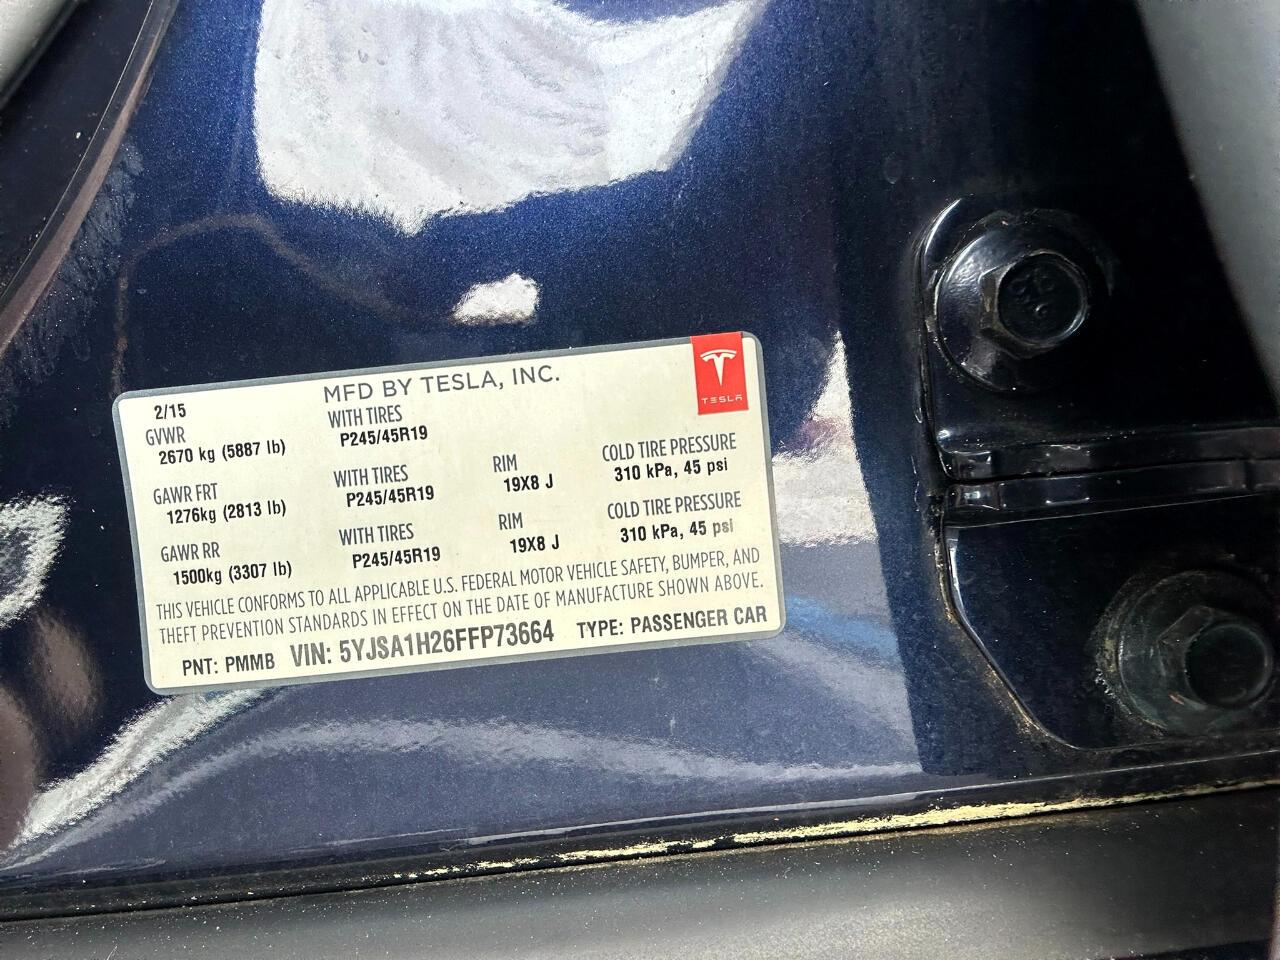 MFD BY TESLA, INC.
TESLA
2/15
GVWR
2670 kg (5887 lb)
WITH TIRES
P245/45R19
GAWR FRT
1276kg (2813 lb)
WITH TIRES
P245/45R19
RIM
19X8 J
COLD TIRE PRESSURE
310 kPa, 45 psi
GAWR RR
1500kg (3307 lb)
WITH TIRES
P245/45R19
RIM
19X8 J
COLD TIRE PRESSURE
310 kPa, 45 psi
THIS VEHICLE CONFORMS TO ALL APPLICABLE U.S. FEDERAL MOTOR VEHICLE SAFETY, BUMPER, AND
THEFT PREVENTION STANDARDS IN EFFECT ON THE DATE OF MANUFACTURE SHOWN ABOVE.
PNT: PMMB VIN: 5YJSA1H26FFP73664 TYPE: PASSENGER CAR